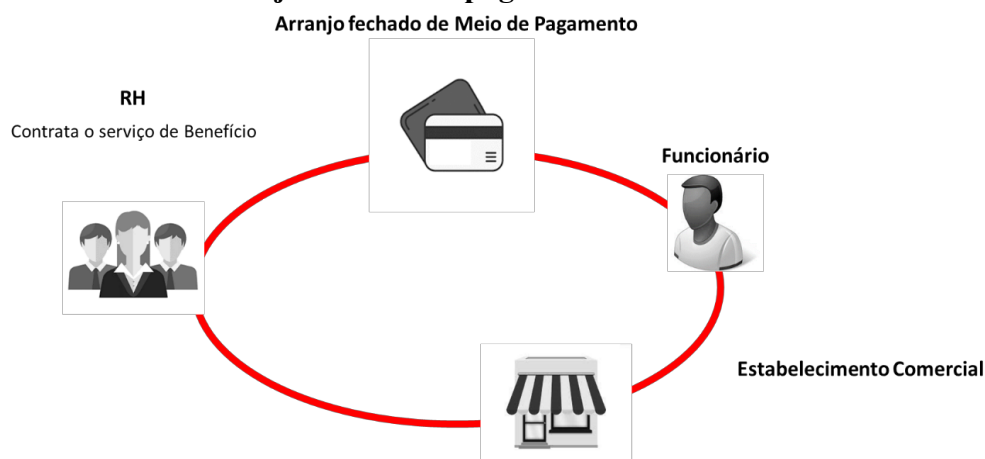 Arranjo fechado de Meio de Pagamento
RH
Contrata o serviço de Benefício
Funcionário
Estabelecimento Comercial